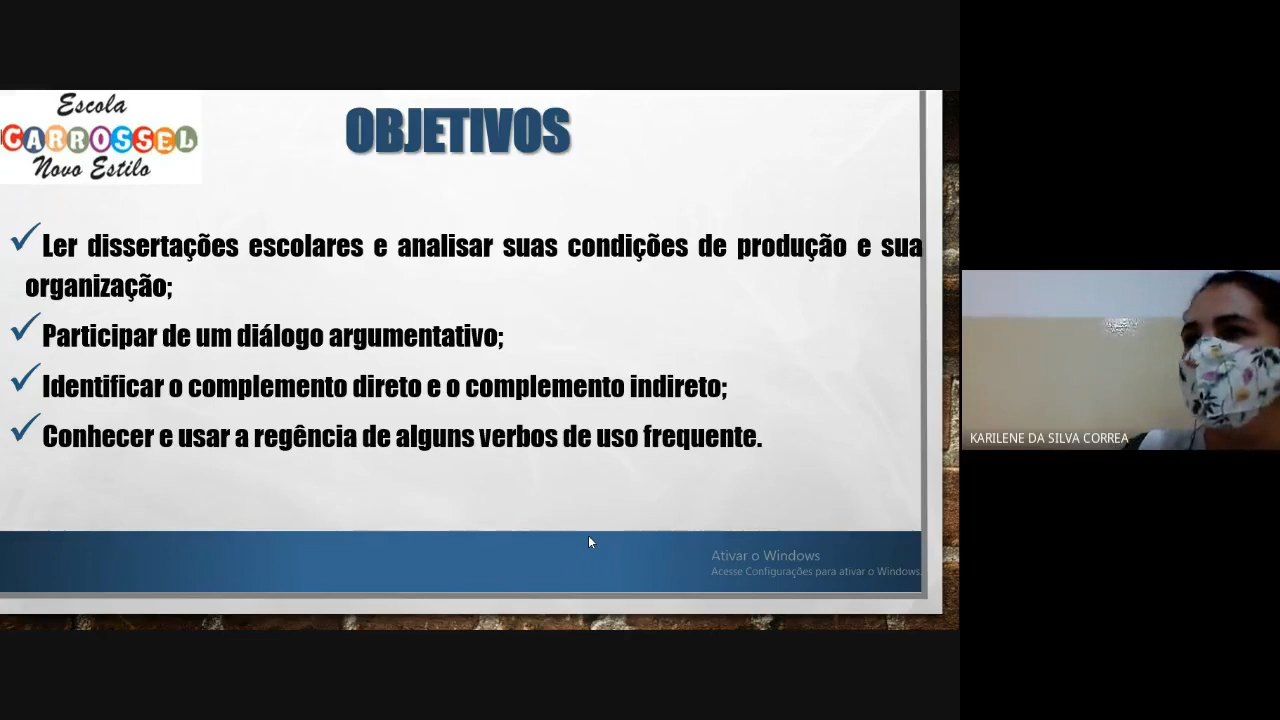 Escola
CARROSSEL
Novo Estilo
OBJETIVOS
Ler dissertações escolares e analisar suas condições de produção e sua
organização;
Participar de um diálogo argumentativo;
Identificar o complemento direto e o complemento indireto;
Conhecer e usar a regência de alguns verbos de uso frequente.
Ativar o Windows
Acesse Configurações para ativar o Windows.
KARILENE DA SILVA CORREA